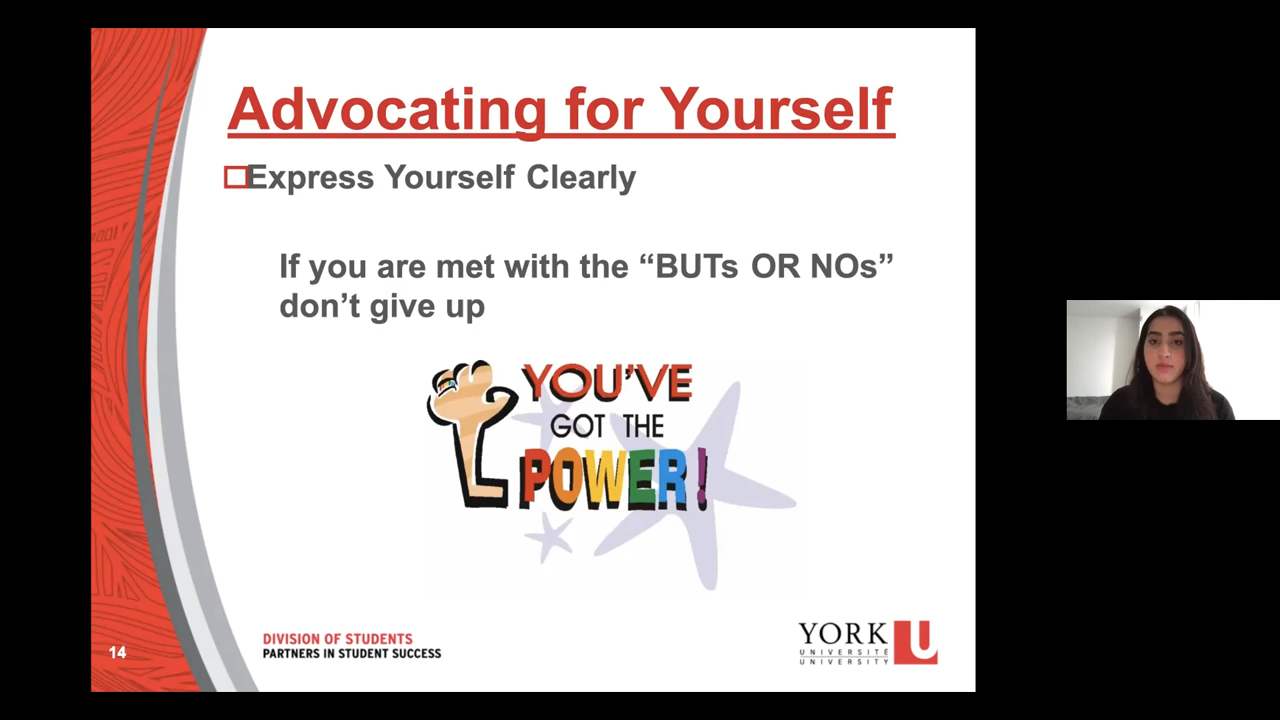 Advocating for Yourself
Express Yourself Clearly
If you are met with the “BUTs OR NOs”
don’t give up
YOU’VE
GOT THE
POWER!
14
DIVISION OF STUDENTS
PARTNERS IN STUDENT SUCCESS
YORK
UNIVERSITÉ
UNIVERSITY
U